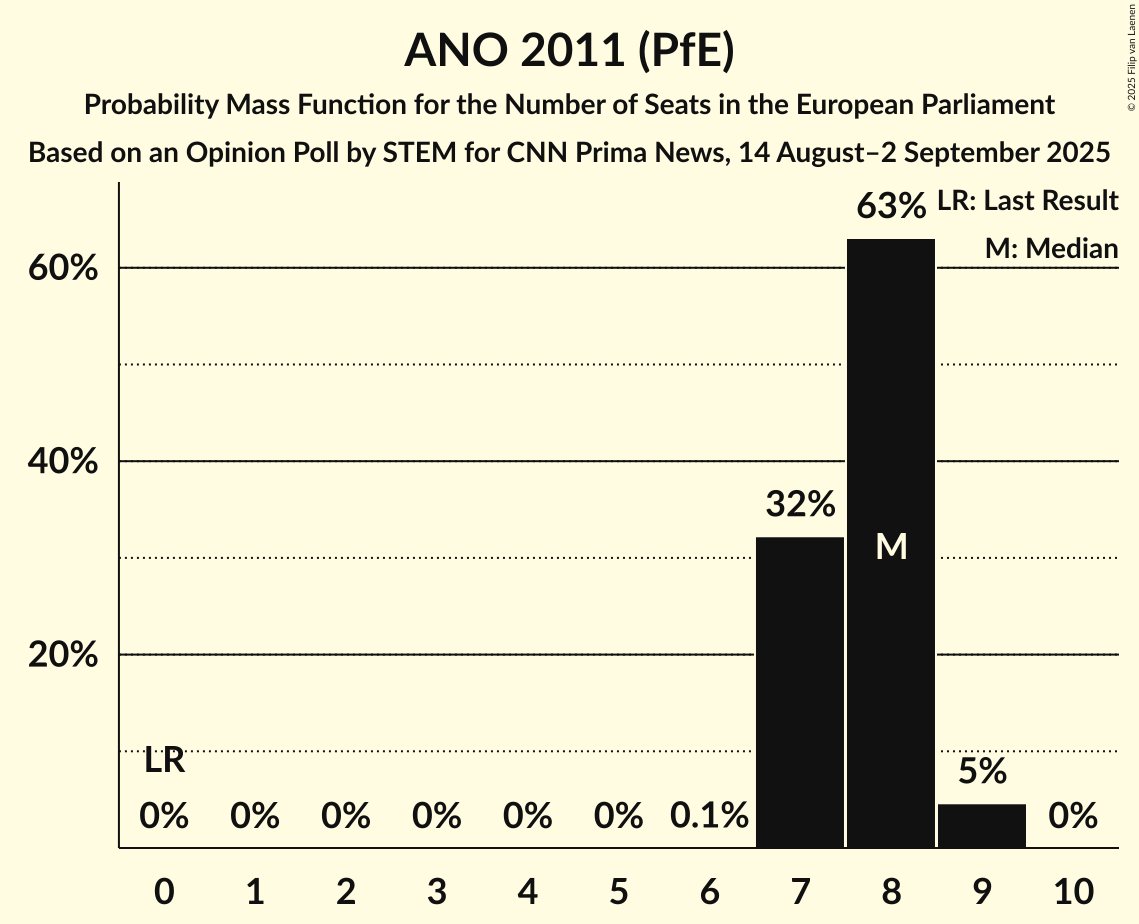 ANO 2011 (PfE)
Probability Mass Function for the Number of Seats in the European Parliament
Based on an Opinion Poll by STEM for CNN Prima News, 14 August–2 September 2025
© 2025 Filip van Laenen
63% LR: Last Result
M: Median
60%
40%
32%
M
20%
LR
5%
0% 0% 0% 0% 0% 0% 0.1% 0%
0 1 2 3 4 5 6 7 8 9 10